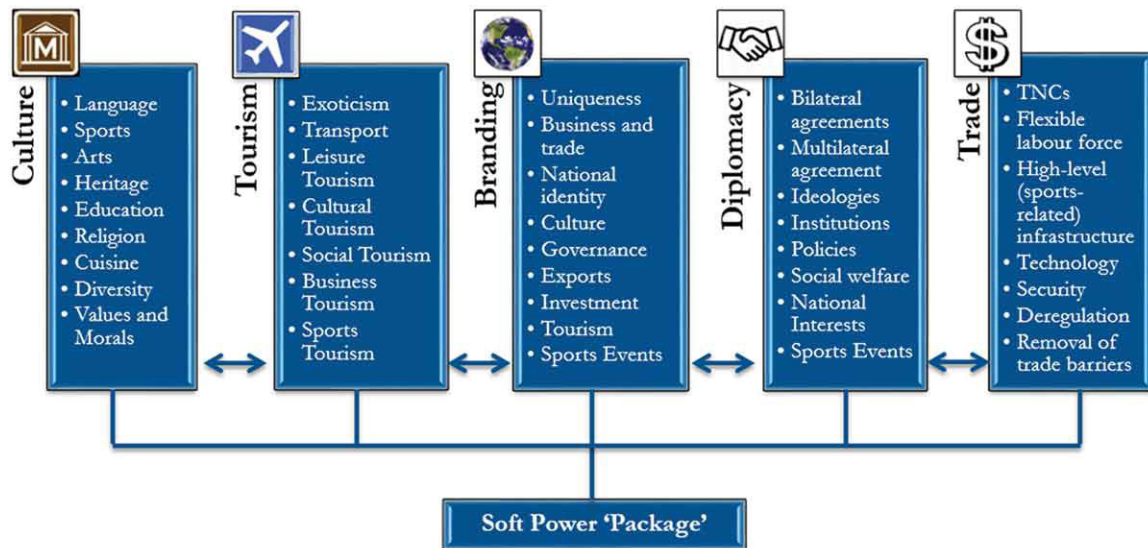 M
Culture
• Language
• Sports
• Arts
• Heritage
• Education
• Religion
• Cuisine
• Diversity
• Values and
Morals
Tourism
• Exoticism
• Transport
• Leisure
Tourism
• Cultural
Tourism
• Social Tourism
• Business
Tourism
• Sports
Tourism
Branding
• Uniqueness
• Business and
trade
• National
identity
• Culture
• Governance
• Exports
• Investment
• Tourism
• Sports Events
Diplomacy
• Bilateral
agreements
• Multilateral
agreement
• Ideologies
• Institutions
• Policies
• Social welfare
• National
Interests
• Sports Events
$
Trade
• TNCs
• Flexible
labour force
• High-level
(sports-
related)
infrastructure
• Technology
• Security
• Deregulation
• Removal of
trade barriers
Soft Power ‘Package’